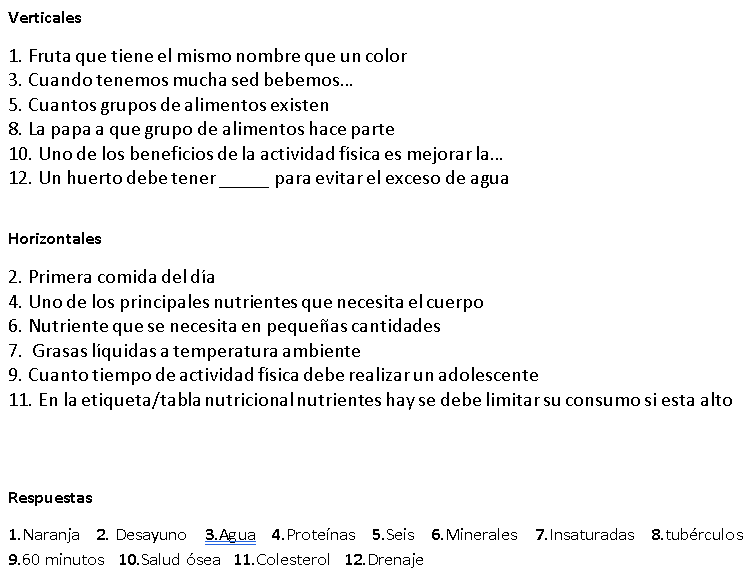 Verticales
1. Fruta que tiene el mismo nombre que un color
3. Cuando tenemos mucha sed bebemos...
5. Cuantos grupos de alimentos existen
8. La papa a que grupo de alimentos hace parte
10. Uno de los beneficios de la actividad física es mejorar la...
12. Un huerto debe tener ______ para evitar el exceso de agua
Horizontales
2. Primera comida del día
4. Uno de los principales nutrientes que necesita el cuerpo
6. Nutriente que se necesita en pequeñas cantidades
7. Grasas líquidas a temperatura ambiente
9. Cuanto tiempo de actividad física debe realizar un adolescente
11. En la etiqueta/tabla nutricional nutrientes hay se debe limitar su consumo si esta alto
Respuestas
1.Naranja 2. Desayuno 3.Agua 4.Proteínas 5.Seis 6.Minerales 7.Insaturadas 8.tubérculos
9.60 minutos 10.Salud ósea 11.Colesterol 12.Drenaje